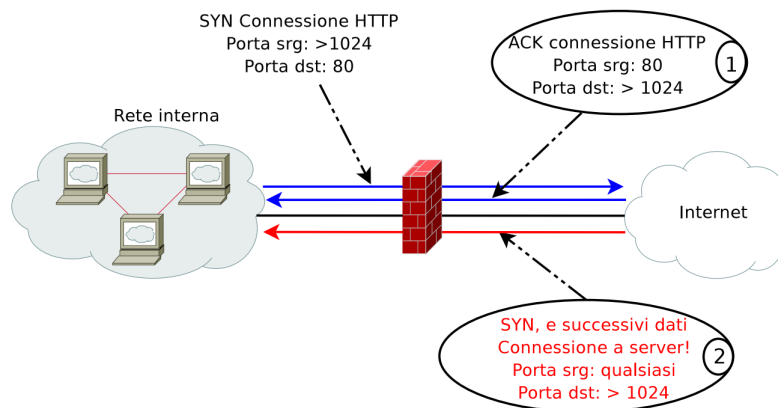 SYN Connessione HTTP
Porta srg: >1024
Porta dst: 80
ACK connessione HTTP
Porta srg: 80
Porta dst: > 1024
1
Rete interna
Internet
SYN, e successivi dati
Connessione a server!
Porta srg: qualsiasi
Porta dst: > 1024
2